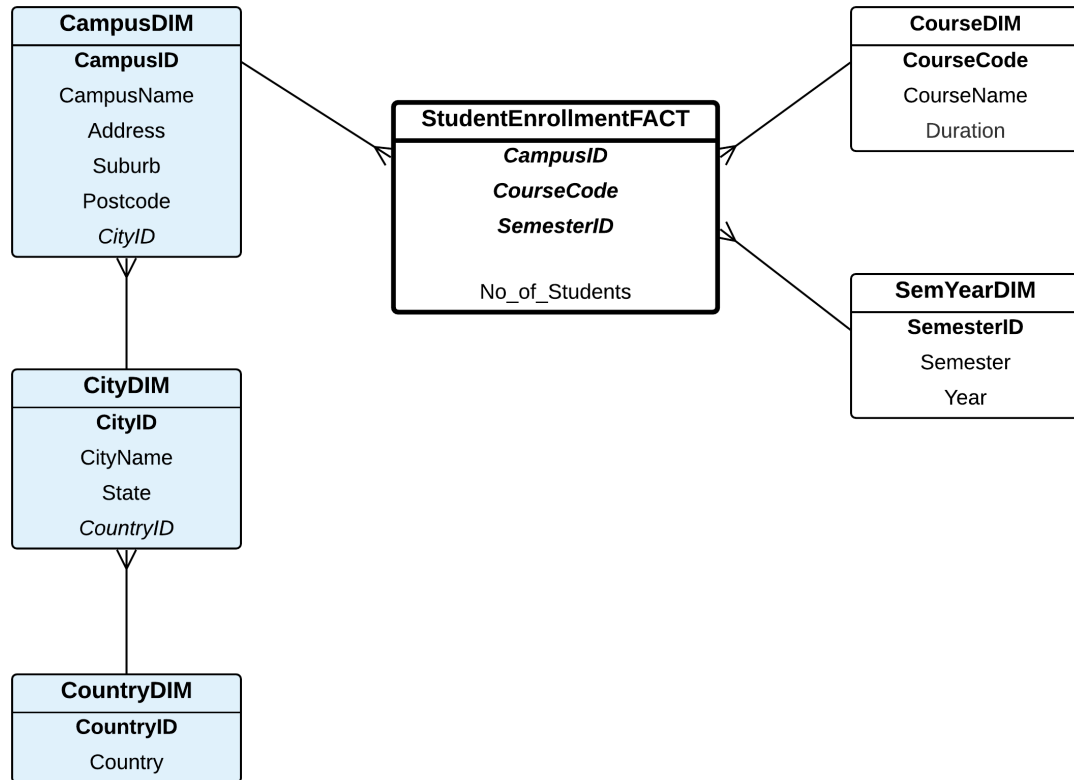 CampusDIM
CampusID
CampusName
Address
Suburb
Postcode
CityID
CityDIM
CityID
CityName
State
CountryID
CountryDIM
CountryID
Country
StudentEnrollmentFACT
CampusID
CourseCode
SemesterID
No_of_Students
CourseDIM
CourseCode
CourseName
Duration
SemYearDIM
SemesterID
Semester
Year